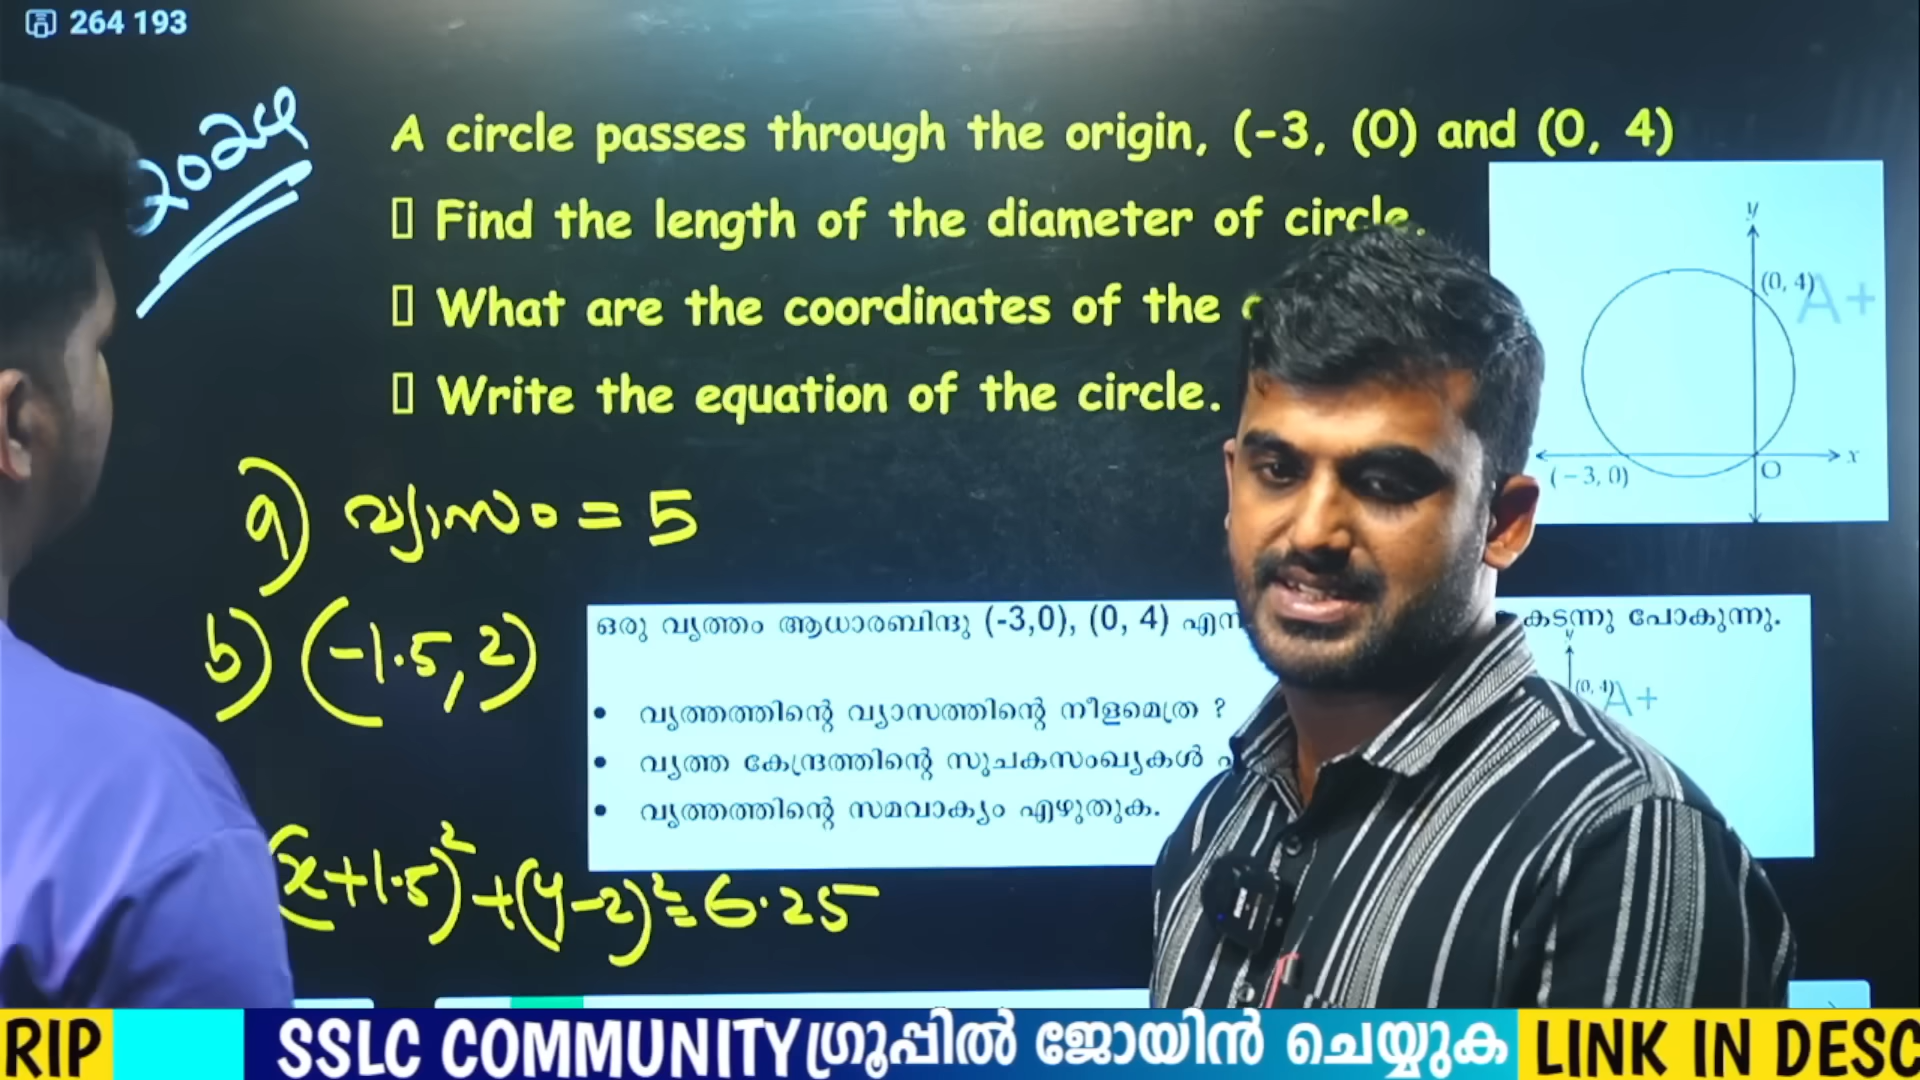 264 193
2024
A circle passes through the origin, (-3, (0) and (0, 4)
Find the length of the diameter of circle.
What are the coordinates of the
Write the equation of the circle.
y
(0, 4)
A+
x
O
(-3, 0)
a) വ്യാസം = 5
b) (-1.5, 2)
(x+1.5)² + (y-2)² = 6.25
ഒരു വൃത്തം ആധാരബിന്ദു (-3,0), (0, 4) എന്ന കടന്നു പോകുന്നു.
y
(0, 4)
A+
• വൃത്തത്തിന്റെ വ്യാസത്തിന്റെ നീളമെത്ര ?
• വൃത്ത കേന്ദ്രത്തിന്റെ സൂചകസംഖ്യകൾ
• വൃത്തത്തിന്റെ സമവാക്യം എഴുതുക.
RIP
SSLC COMMUNITY ഗ്രൂപ്പിൽ ജോയിൻ ചെയ്യുക
LINK IN DESC